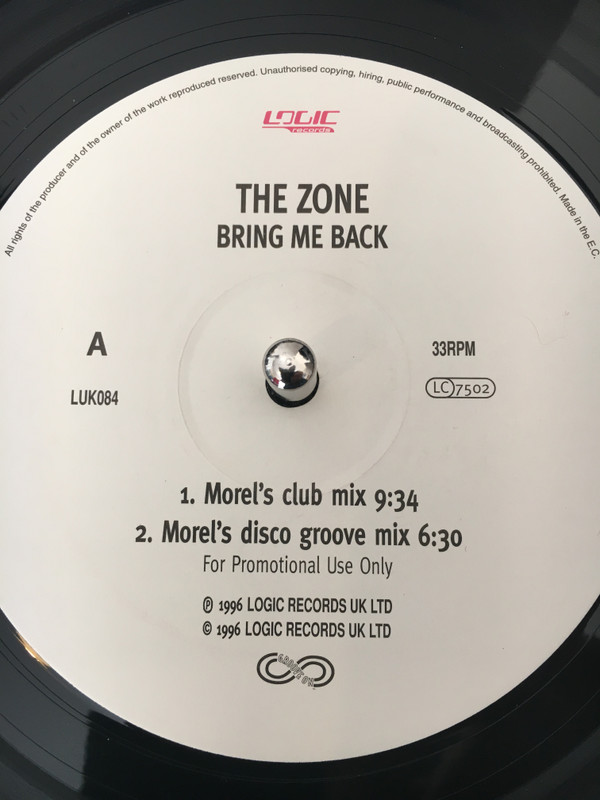 All rights of the producer and of the owner of the work reproduced reserved. Unauthorised copying, hiring, public performance and broadcasting prohibited. Made in the E.C.
LOGIC
records
THE ZONE
BRING ME BACK
A
33RPM
LUK084
LC 7502
1. Morel's club mix 9:34
2. Morel's disco groove mix 6:30
For Promotional Use Only
℗ 1996 LOGIC RECORDS UK LTD
© 1996 LOGIC RECORDS UK LTD